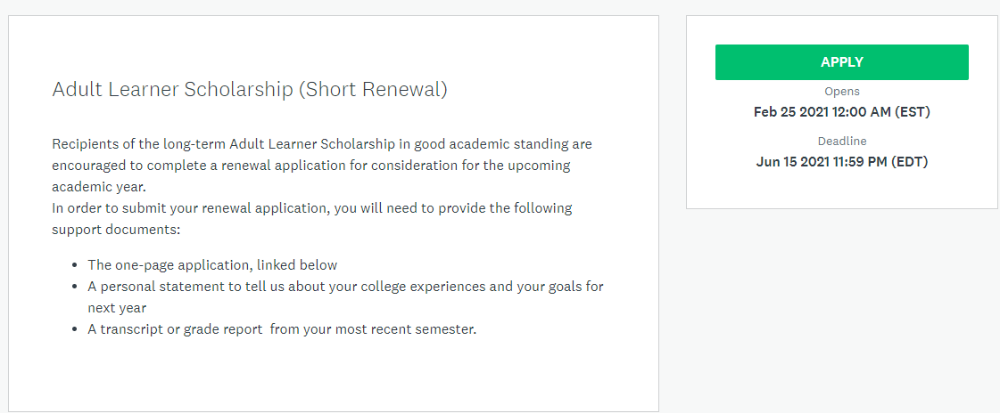 Adult Learner Scholarship (Short Renewal)
Recipients of the long-term Adult Learner Scholarship in good academic standing are
encouraged to complete a renewal application for consideration for the upcoming
academic year.
In order to submit your renewal application, you will need to provide the following
support documents:
• The one-page application, linked below
• A personal statement to tell us about your college experiences and your goals for
next year
• A transcript or grade report  from your most recent semester.
APPLY
Opens
Feb 25 2021 12:00 AM (EST)
Deadline
Jun 15 2021 11:59 PM (EDT)